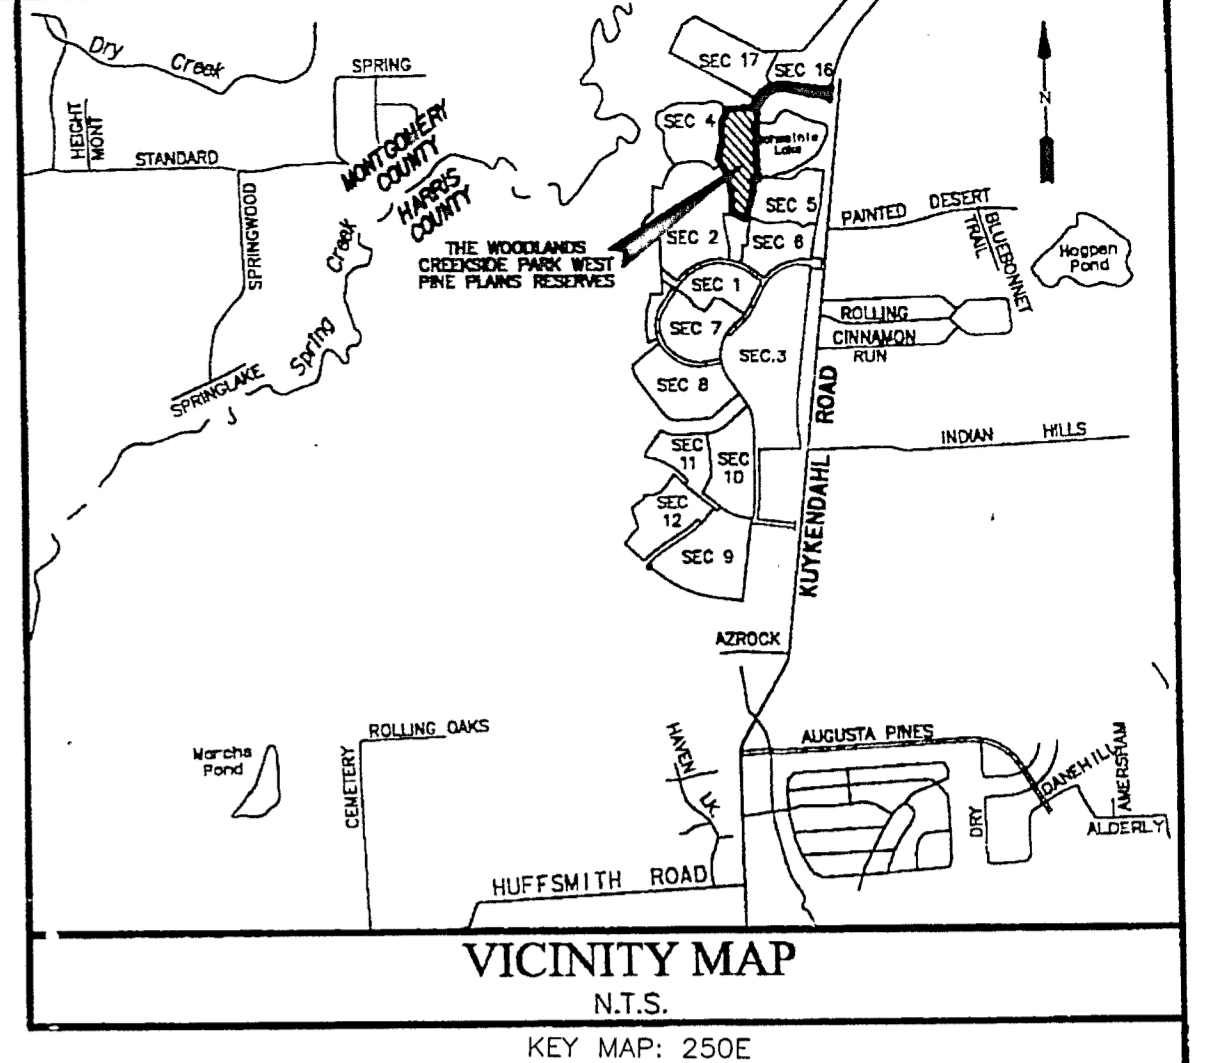 Dry Creek
SPRING
SEC 17
SEC 16
N
HEIGHT
MONT
STANDARD
MONTGOMERY
COUNTY
HARRIS
COUNTY
SEC 4
Lake
SEC 5
PAINTED DESERT
BLUEBONNET
TRAIL
Hogpen
Pond
SPRINGWOOD
Spring Creek
THE WOODLANDS
CREEKSIDE PARK WEST
PINE PLAINS RESERVES
SEC 2
SEC 6
SEC 1
SEC 7
SEC.3
ROLLING
CINNAMON
RUN
SPRINGLAKE
SEC 8
KUYKENDAHL ROAD
INDIAN HILLS
SEC
11
SEC
10
SEC
12
SEC 9
AZROCK
ROLLING OAKS
Marcha
Pond
CEMETERY
HAVEN LK.
AUGUSTA PINES
DANEHILL
AMERSHAM
DRY
ALDERLY
HUFFSMITH ROAD
VICINITY MAP
N.T.S.
KEY MAP: 250E